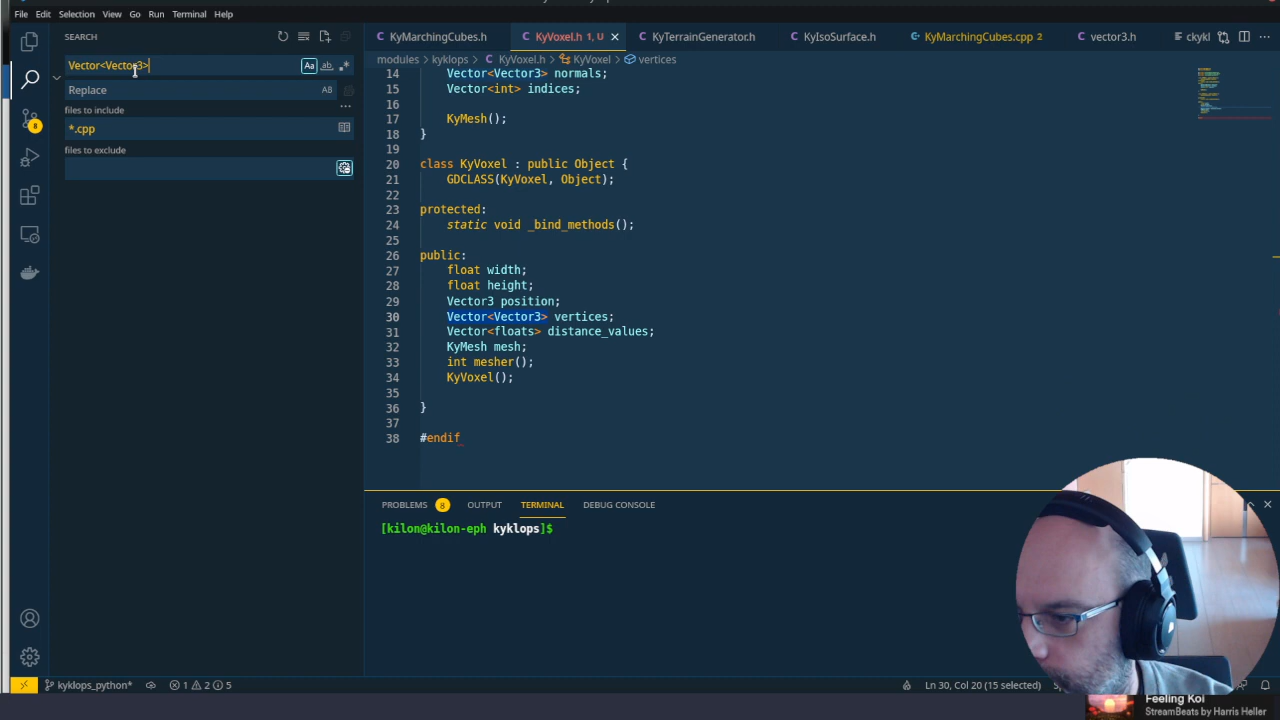 File Edit Selection View Go Run Terminal Help
SEARCH
Vector<Vector3>
Aa
ab
.*
Replace
AB
files to include
*.cpp
files to exclude
8
KyMarchingCubes.h
KyVoxel.h 1, U
KyTerrainGenerator.h
KyIsoSurface.h
KyMarchingCubes.cpp 2
vector3.h
ckykl
modules > kyklops > KyVoxel.h > KyVoxel > vertices
14 Vector<Vector3> normals;
15 Vector<int> indices;
16
17 KyMesh();
18 }
19
20 class KyVoxel : public Object {
21 GDCLASS(KyVoxel, Object);
22
23 protected:
24 static void _bind_methods();
25
26 public:
27 float width;
28 float height;
29 Vector3 position;
30 Vector<Vector3> vertices;
31 Vector<floats> distance_values;
32 KyMesh mesh;
33 int mesher();
34 KyVoxel();
35
36 }
37
38 #endif
PROBLEMS 8 OUTPUT TERMINAL DEBUG CONSOLE
[kilon@kilon-eph kyklops]$
kyklops_python* 1 2 5
Ln 30, Col 20 (15 selected)
Feeling Koi
StreamBeats by Harris Heller